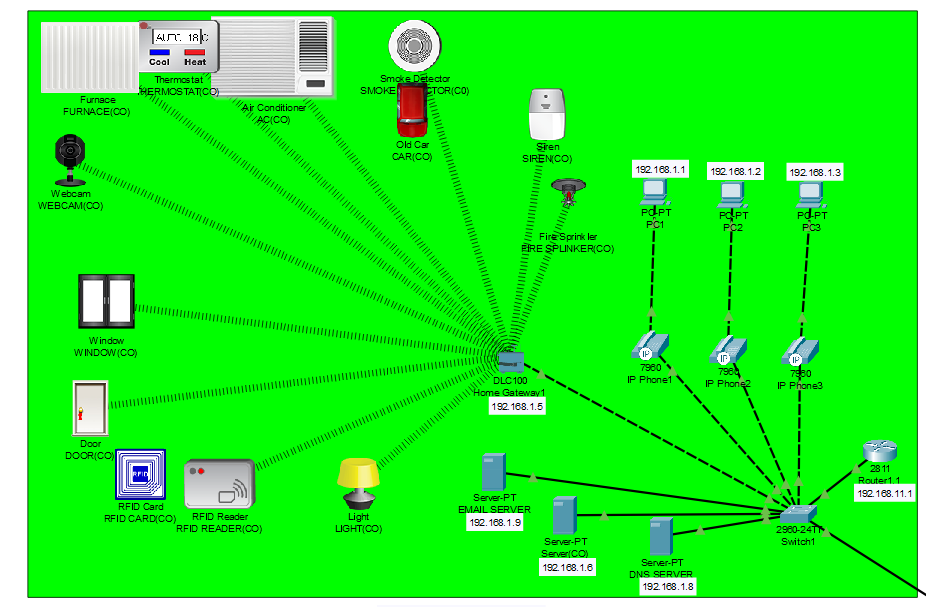 AUTO 18 C
Cool Heat
Thermostat
THERMOSTAT(CO)
Furnace
FURNACE(CO)
Air Conditioner
AC(CO)
Smoke Detector
SMOKE
CTOR(C0)
Old Car
CAR(CO)
Siren
SIREN(CO)
Webcam
WEBCAM(CO)
Fire Sprinkler
FIRE SPLINKER(CO)
192.168.1.1
PC-PT
PC1
192.168.1.2
PC-PT
PC2
192.168.1.3
PC-PT
PC3
Window
WINDOW(CO)
IP
7960
IP Phone1
IP
7960
IP Phone2
IP
7960
IP Phone3
DLC100
Home Gateway1
192.168.1.5
Door
DOOR(CO)
RFID
RFID Card
RFID CARD(CO)
RFID Reader
RFID READER(CO)
Light
LIGHT(CO)
Server-PT
EMAIL SERVER
192.168.1.9
Server-PT
Server(CO)
192.168.1.6
Server-PT
DNS SERVER
192.168.1.8
2811
Router1.1
192.168.11.1
2960-24TT
Switch1